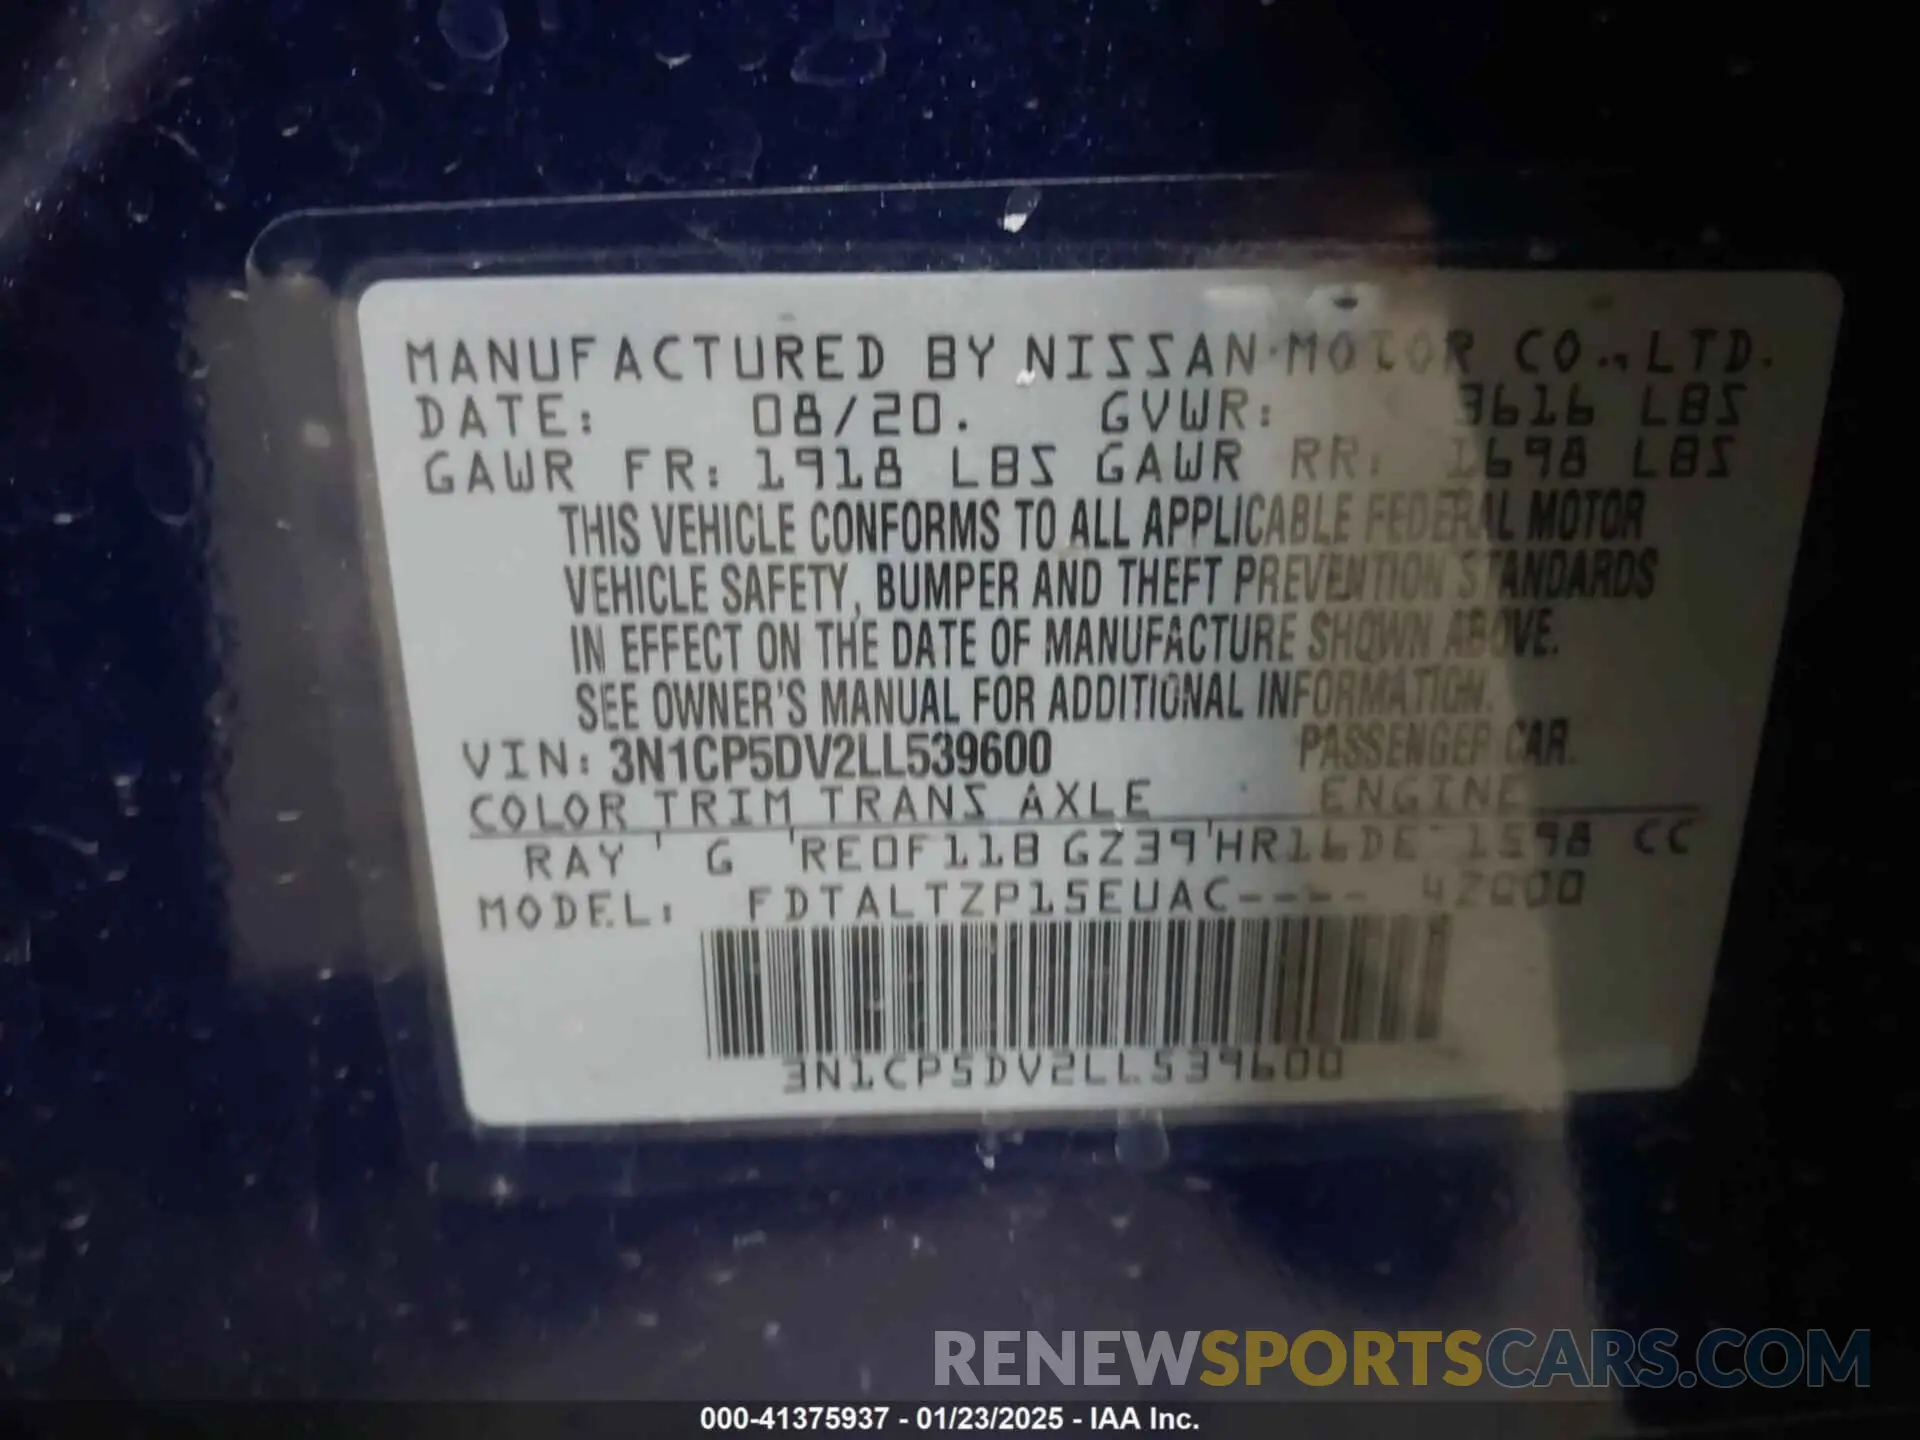 MANUFACTURED BY NISSAN MOTOR CO., LTD.
DATE: 08/20. GVWR: 3616 LBS
GAWR FR: 1918 LBS GAWR RR: 1698 LBS
THIS VEHICLE CONFORMS TO ALL APPLICABLE FEDERAL MOTOR
VEHICLE SAFETY, BUMPER AND THEFT PREVENTION STANDARDS
IN EFFECT ON THE DATE OF MANUFACTURE SHOWN ABOVE.
SEE OWNER'S MANUAL FOR ADDITIONAL INFORMATION.
VIN: 3N1CP5DV2LL539600 PASSENGER CAR.
COLOR TRIM TRANS AXLE ENGINE
RAY G RE0F11B GZ39 HR16DE 1598 CC
MODEL: FDTALTZP15EUAC----
3N1CP5DV2LL539600
RENEWSPORTSCARS.COM
000-41375937 - 01/23/2025 - IAA Inc.